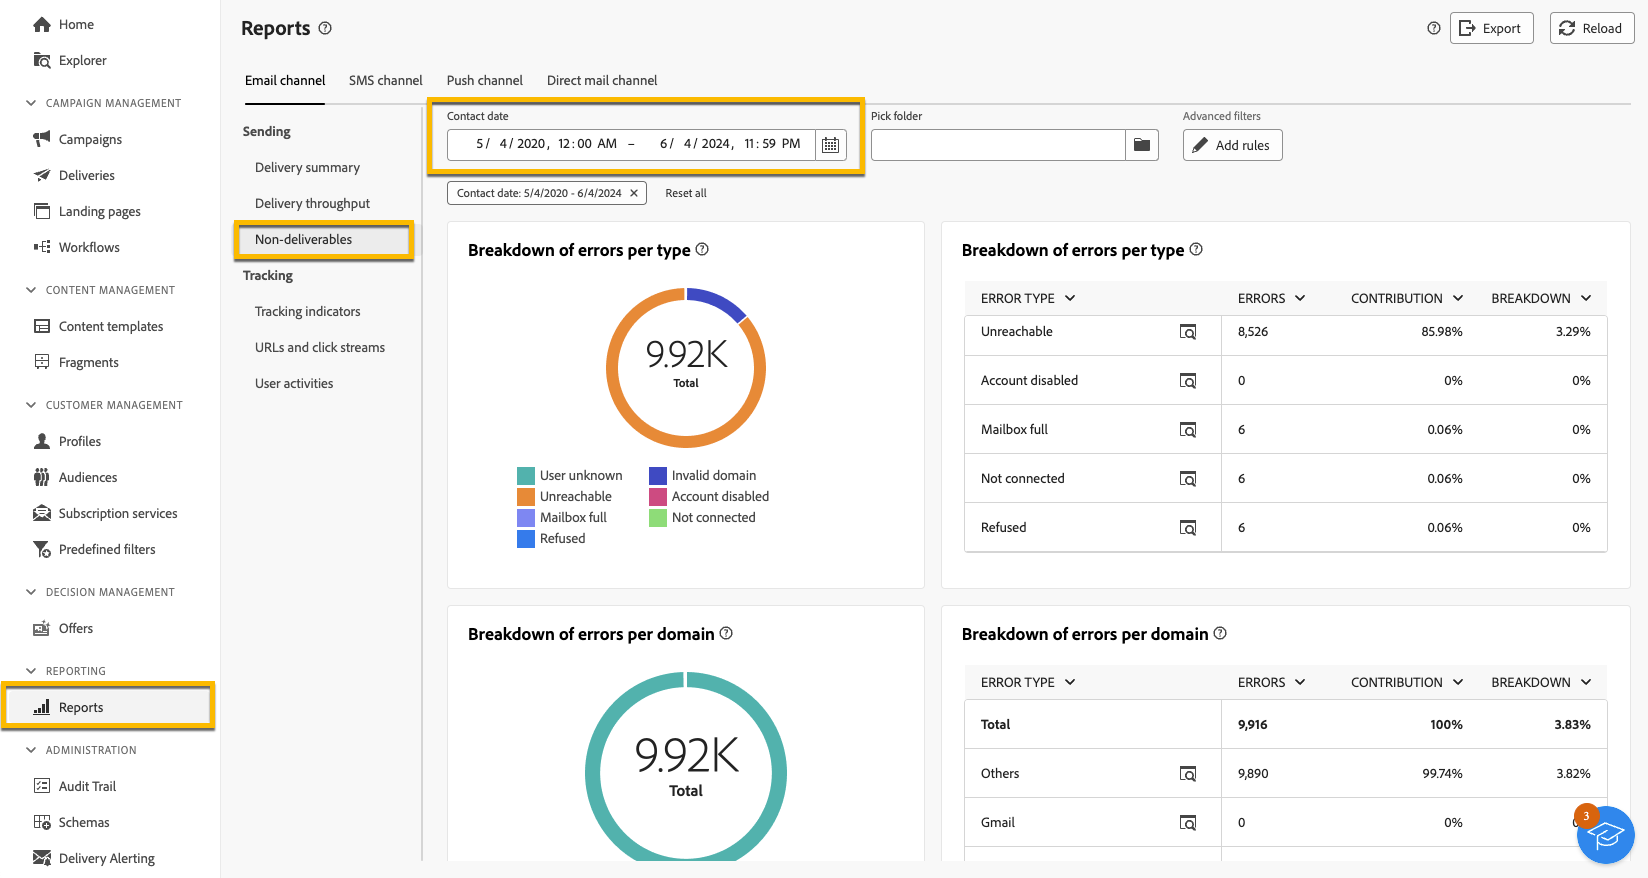 Home
Explorer
CAMPAIGN MANAGEMENT
Campaigns
Deliveries
Landing pages
Workflows
CONTENT MANAGEMENT
Content templates
Fragments
CUSTOMER MANAGEMENT
Profiles
Audiences
Subscription services
Predefined filters
DECISION MANAGEMENT
Offers
REPORTING
Reports
ADMINISTRATION
Audit Trail
Schemas
Delivery Alerting
Reports
Export
Reload
Email channel SMS channel Push channel Direct mail channel
Sending
Delivery summary
Delivery throughput
Non-deliverables
Tracking
Tracking indicators
URLs and click streams
User activities
Contact date
5/ 4/ 2020, 12:00 AM – 6/ 4/ 2024, 11:59 PM
Pick folder
Advanced filters
Add rules
Contact date: 5/4/2020 - 6/4/2024
Reset all
Breakdown of errors per type
9.92K
Total
User unknown Invalid domain
Unreachable Account disabled
Mailbox full Not connected
Refused
Breakdown of errors per type
ERROR TYPE ERRORS CONTRIBUTION BREAKDOWN
Unreachable 8,526 85.98% 3.29%
Account disabled 0 0% 0%
Mailbox full 6 0.06% 0%
Not connected 6 0.06% 0%
Refused 6 0.06% 0%
Breakdown of errors per domain
9.92K
Total
Breakdown of errors per domain
ERROR TYPE ERRORS CONTRIBUTION BREAKDOWN
Total 9,916 100% 3.83%
Others 9,890 99.74% 3.82%
Gmail 0 0%
3